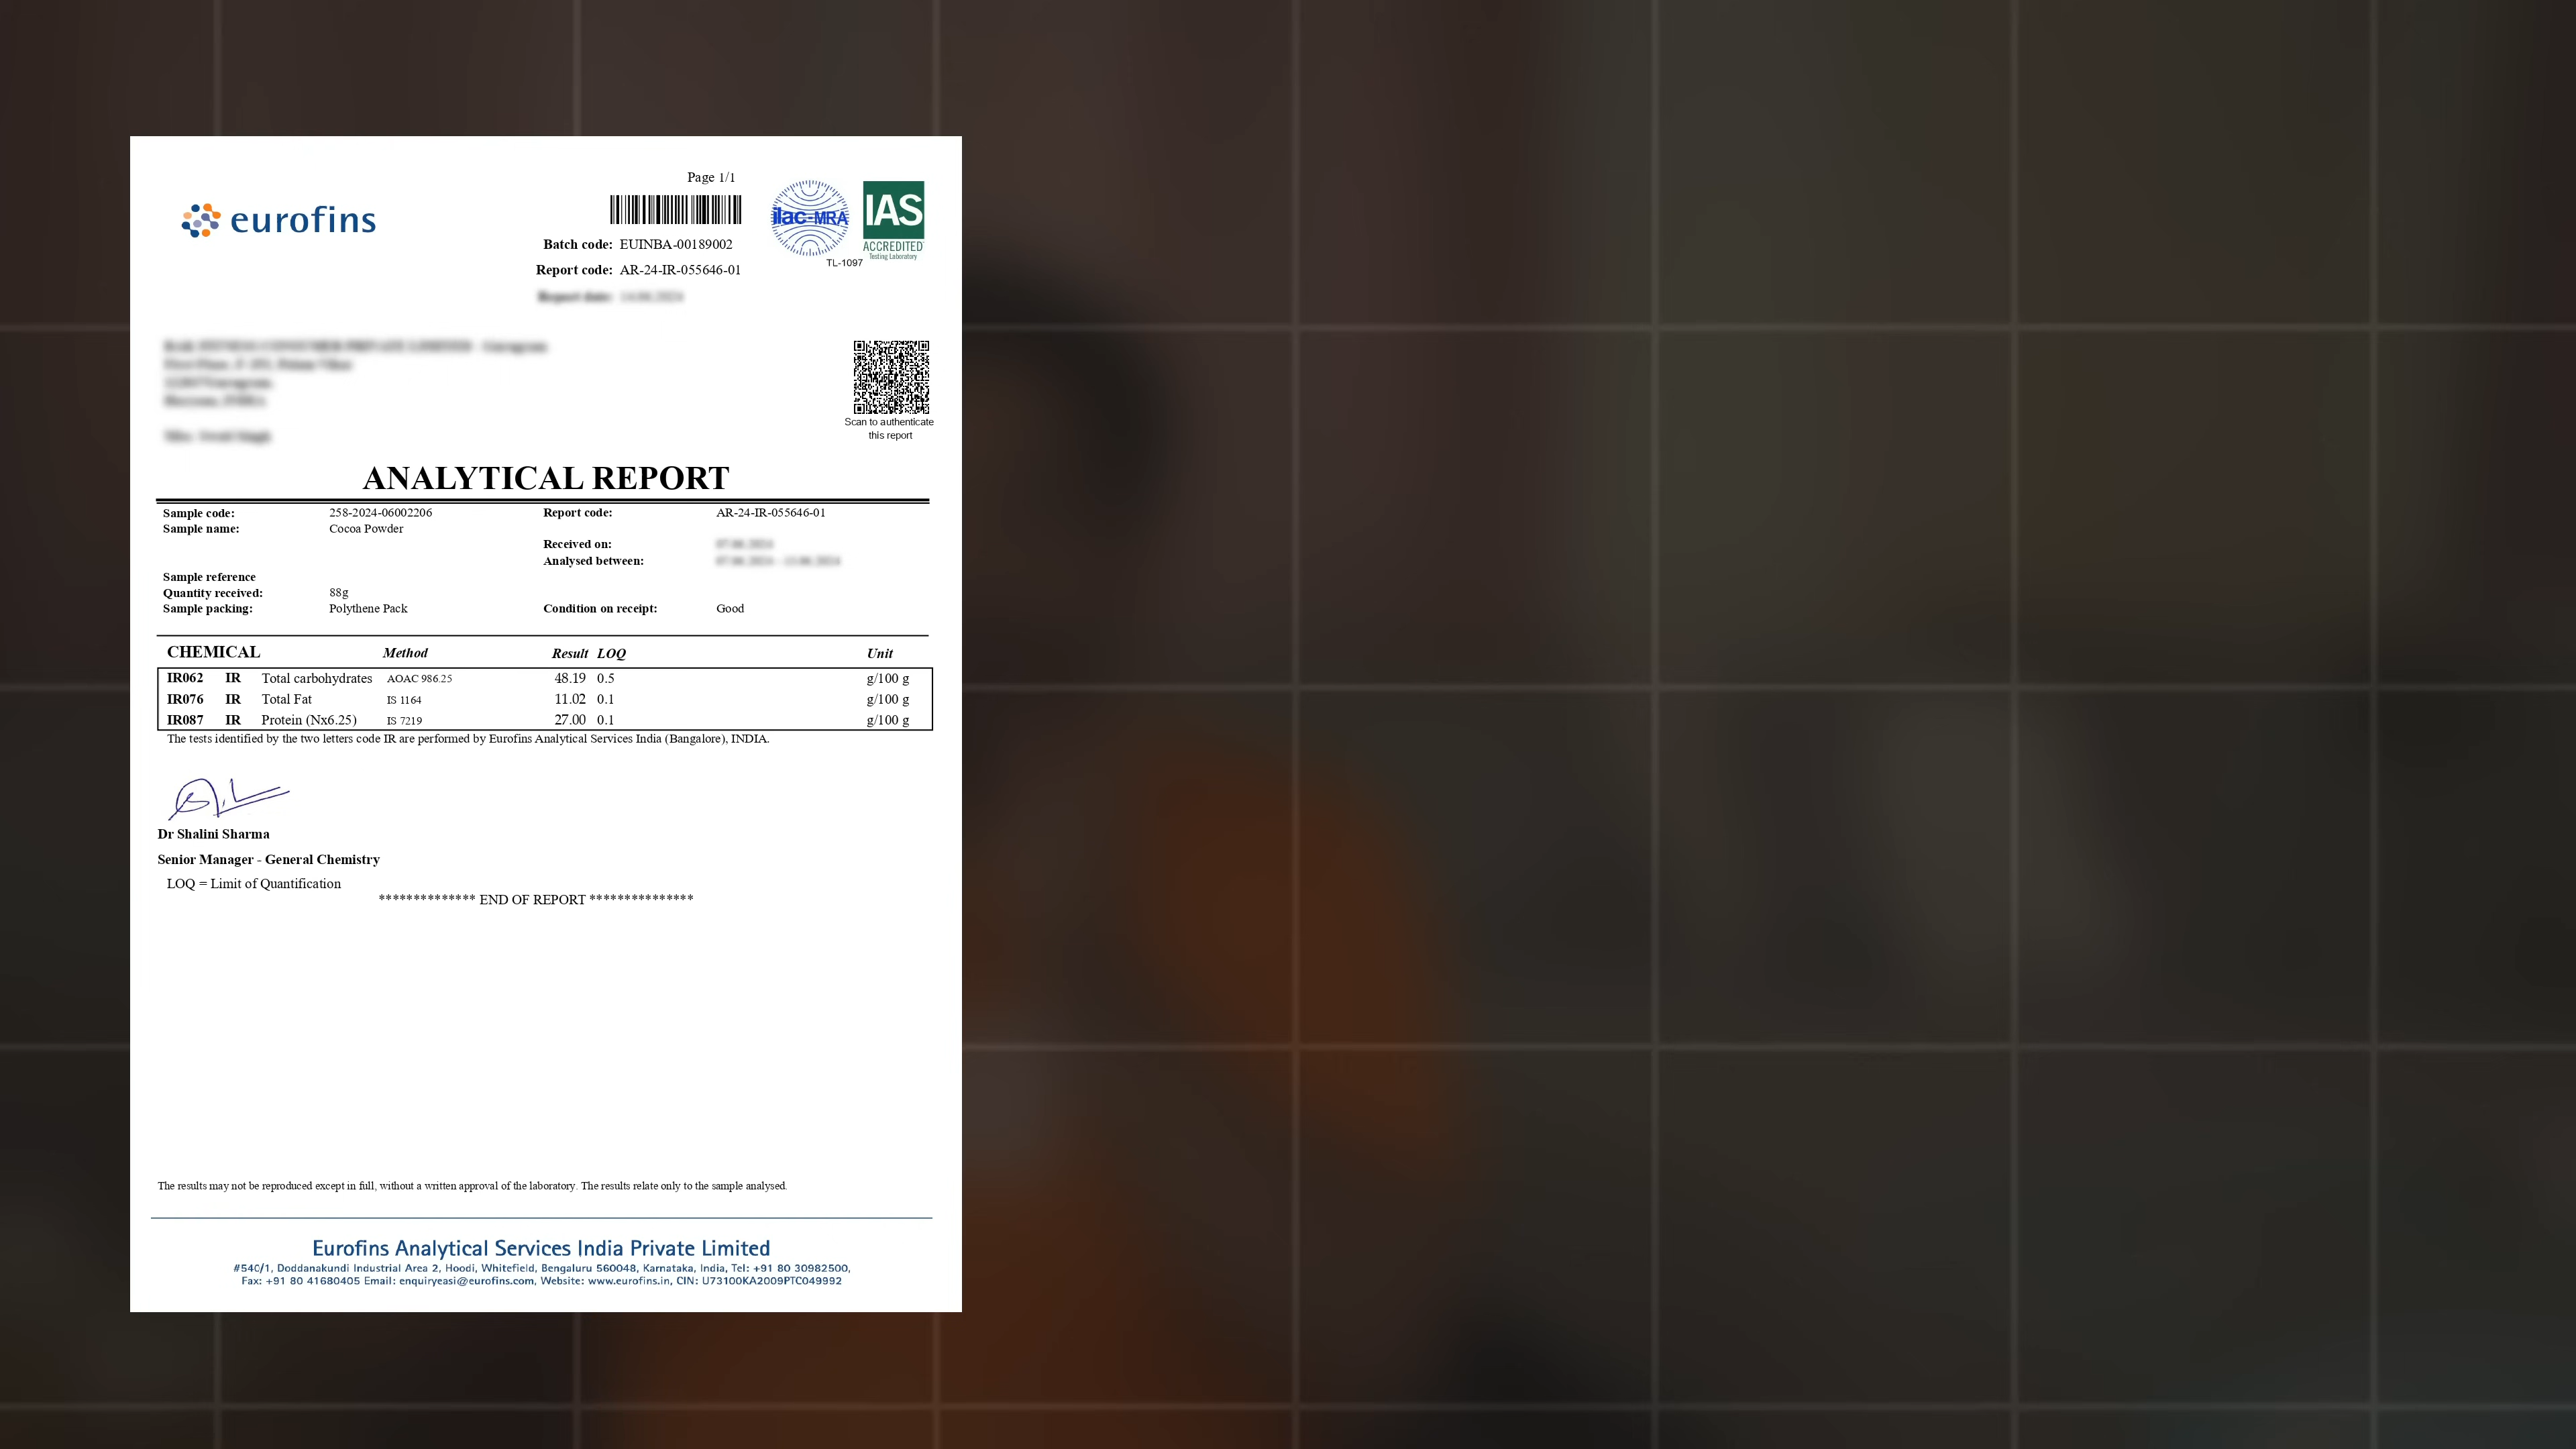 Page 1/1
eurofins
ilac-MRA
IAS
ACCREDITED
Testing Laboratory
TL-1097
Batch code: EUINBA-00189002
Report code: AR-24-IR-055646-01
Scan to authenticate
this report
ANALYTICAL REPORT
Sample code: 258-2024-06002206 Report code: AR-24-IR-055646-01
Sample name: Cocoa Powder
Received on:
Analysed between:
Sample reference
Quantity received: 88g
Sample packing: Polythene Pack Condition on receipt: Good
CHEMICAL Method Result LOQ Unit
IR062 IR Total carbohydrates AOAC 986.25 48.19 0.5 g/100 g
IR076 IR Total Fat IS 1164 11.02 0.1 g/100 g
IR087 IR Protein (Nx6.25) IS 7219 27.00 0.1 g/100 g
The tests identified by the two letters code IR are performed by Eurofins Analytical Services India (Bangalore), INDIA.
Dr Shalini Sharma
Senior Manager - General Chemistry
LOQ = Limit of Quantification
************** END OF REPORT ***************
The results may not be reproduced except in full, without a written approval of the laboratory. The results relate only to the sample analysed.
Eurofins Analytical Services India Private Limited
#540/1, Doddanakundi Industrial Area 2, Hoodi, Whitefield, Bengaluru 560048, Karnataka, India, Tel: +91 80 30982500,
Fax: +91 80 41680405 Email: enquiryeasi@eurofins.com, Website: www.eurofins.in, CIN: U73100KA2009PTC049992